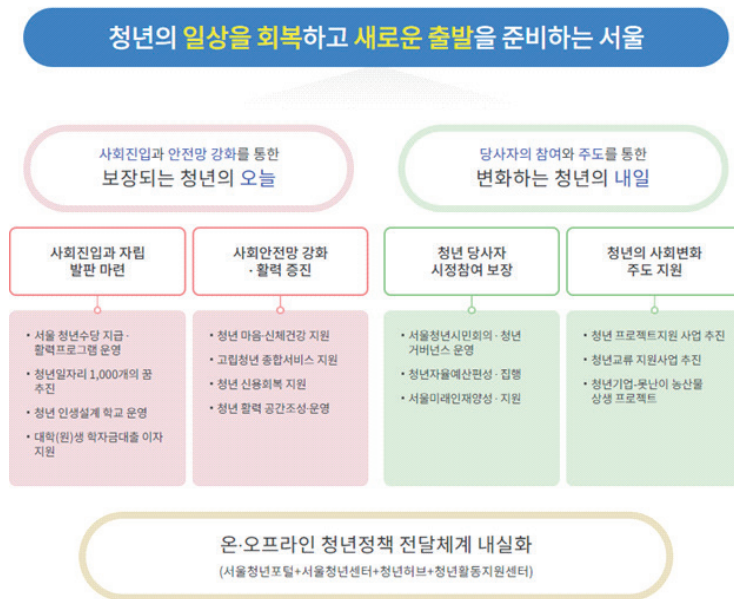 청년의 일상을 회복하고 새로운 출발을 준비하는 서울
사회진입과 안전망 강화를 통한
보장되는 청년의 오늘
당사자의 참여와 주도를 통한
변화하는 청년의 내일
사회진입과 자립
발판 마련
• 서울 청년수당 지급·
활력프로그램 운영
• 청년일자리 1,000개의 꿈
추진
• 청년 인생설계 학교 운영
• 대학(원)생 학자금대출 이자
지원
사회안전망 강화
·활력 증진
• 청년 마음·신체건강 지원
• 고립청년 종합서비스 지원
• 청년 신용회복 지원
• 청년 활력 공간조성·운영
청년 당사자
시정참여 보장
• 서울청년시민회의·청년
거버넌스 운영
• 청년자율예산편성·집행
• 서울미래인재양성·지원
청년의 사회변화
주도 지원
• 청년 프로젝트지원 사업 추진
• 청년교류 지원사업 추진
• 청년기업-못난이 농산물
상생 프로젝트
온·오프라인 청년정책 전달체계 내실화
(서울청년포털+서울청년센터+청년허브+청년활동지원센터)